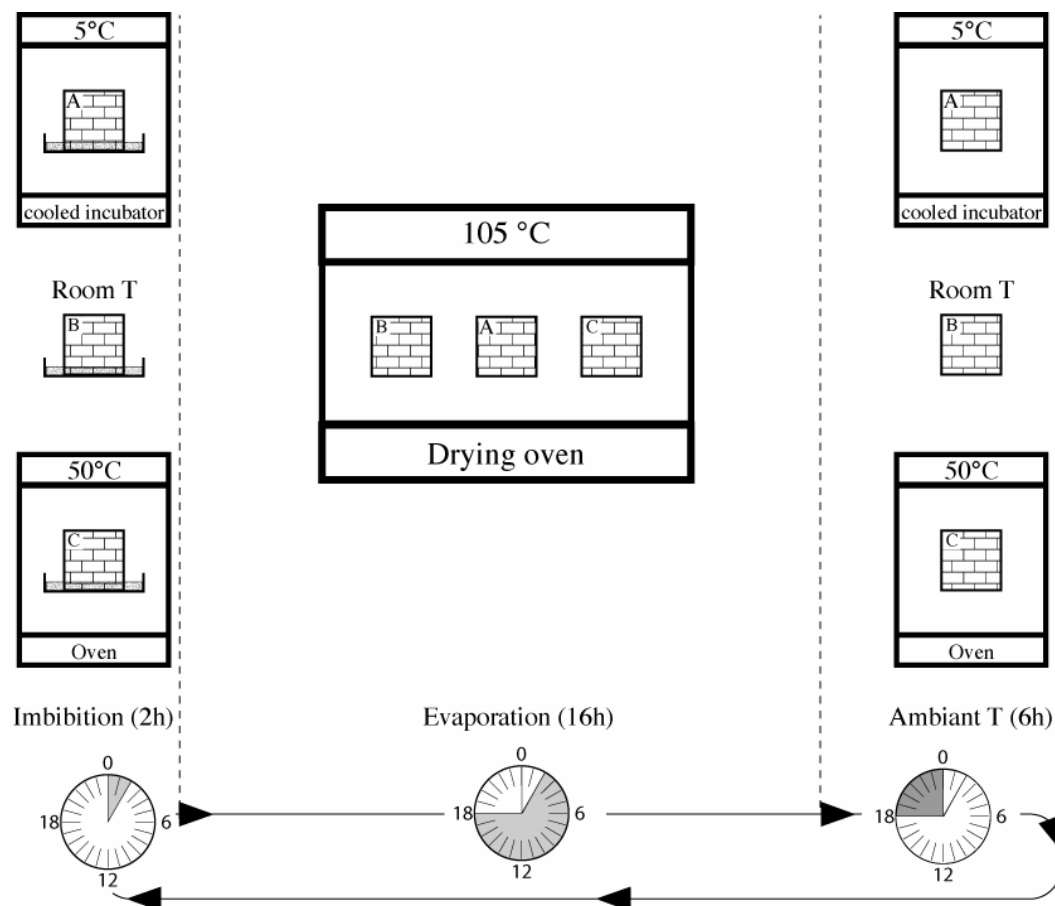 5°C
A
cooled incubator
Room T
B
50°C
C
Oven
Imbibition (2h)
0
18
6
12
105 °C
B
A
C
Drying oven
Evaporation (16h)
0
18
6
12
5°C
A
cooled incubator
Room T
B
50°C
C
Oven
Ambiant T (6h)
0
18
6
12